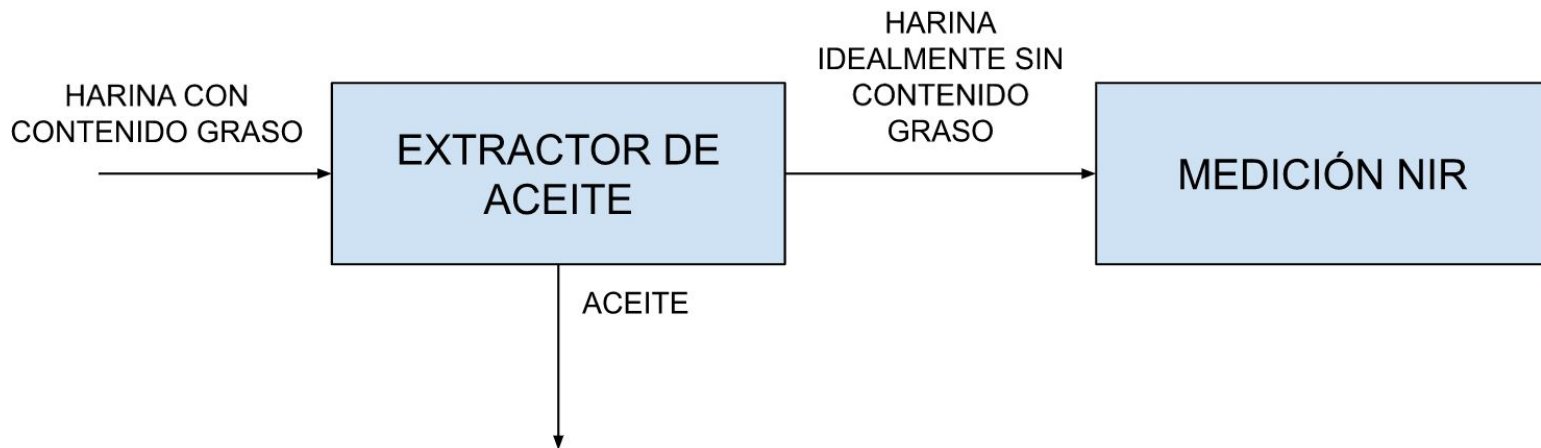 HARINA CON
CONTENIDO GRASO
EXTRACTOR DE
ACEITE
HARINA
IDEALMENTE SIN
CONTENIDO
GRASO
MEDICIÓN NIR
ACEITE